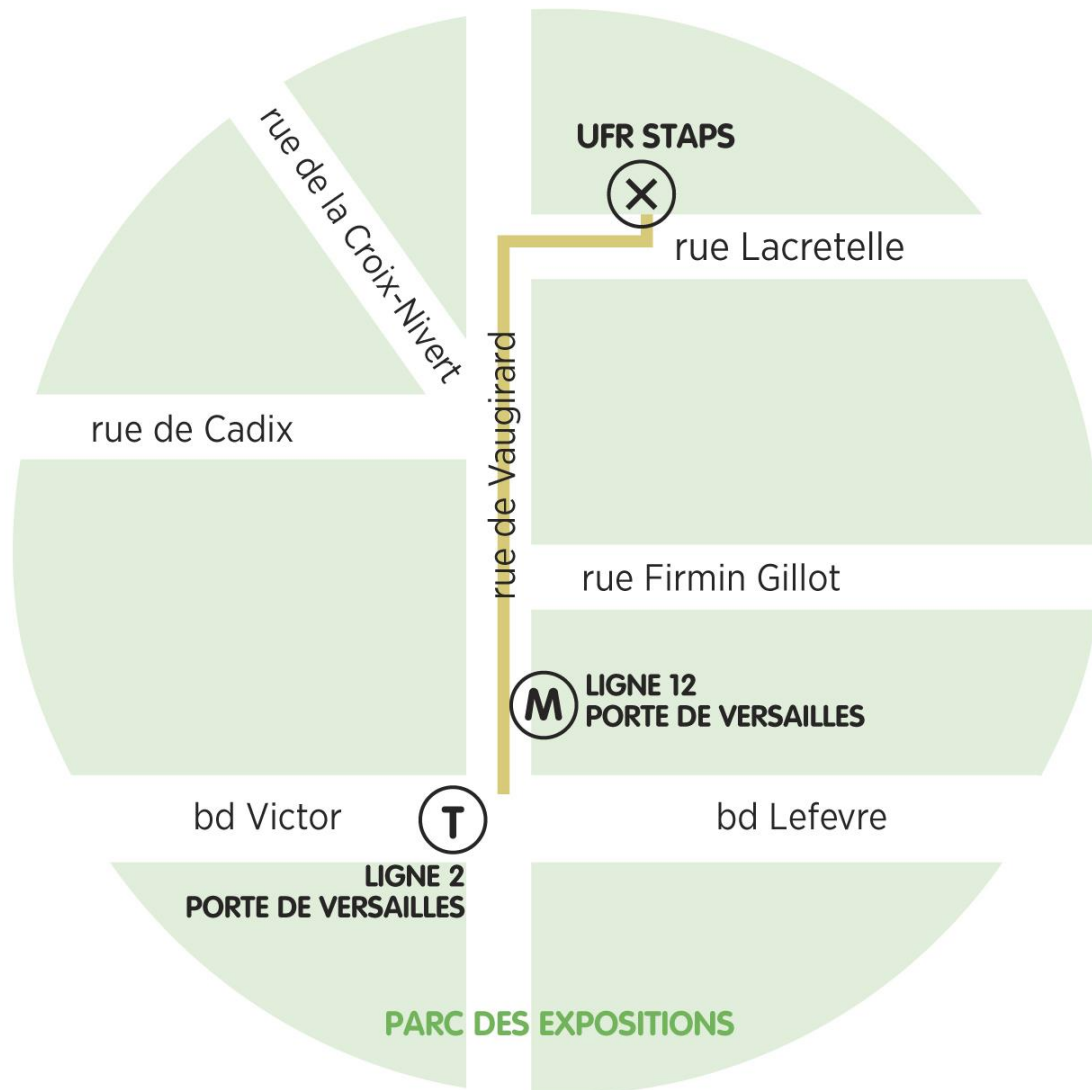 rue de la Croix-Nivert
UFR STAPS
X
rue Lacretelle
rue de Vaugirard
rue de Cadix
rue Firmin Gillot
M
LIGNE 12
PORTE DE VERSAILLES
bd Victor
T
bd Lefevre
LIGNE 2
PORTE DE VERSAILLES
PARC DES EXPOSITIONS